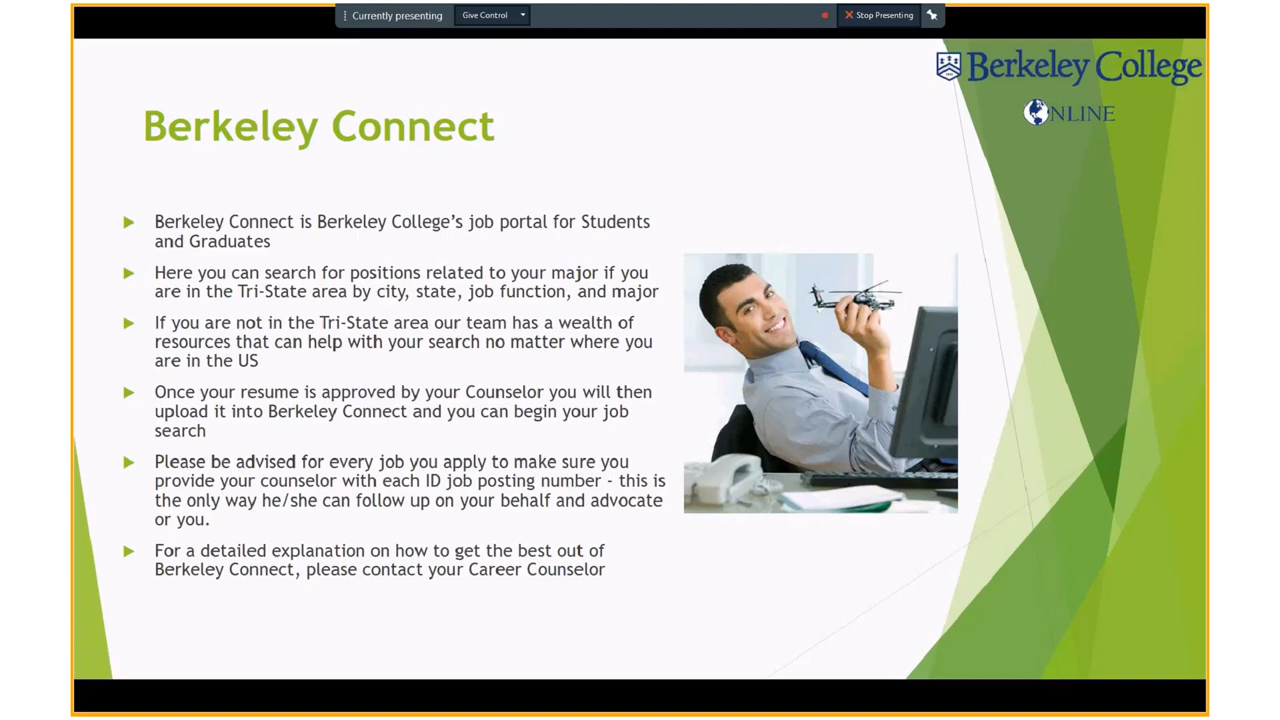 Currently presenting Give Control Stop Presenting
Berkeley College
ONLINE
Berkeley Connect
Berkeley Connect is Berkeley College's job portal for Students
and Graduates
Here you can search for positions related to your major if you
are in the Tri-State area by city, state, job function, and major
If you are not in the Tri-State area our team has a wealth of
resources that can help with your search no matter where you
are in the US
Once your resume is approved by your Counselor you will then
upload it into Berkeley Connect and you can begin your job
search
Please be advised for every job you apply to make sure you
provide your counselor with each ID job posting number - this is
the only way he/she can follow up on your behalf and advocate
or you.
For a detailed explanation on how to get the best out of
Berkeley Connect, please contact your Career Counselor